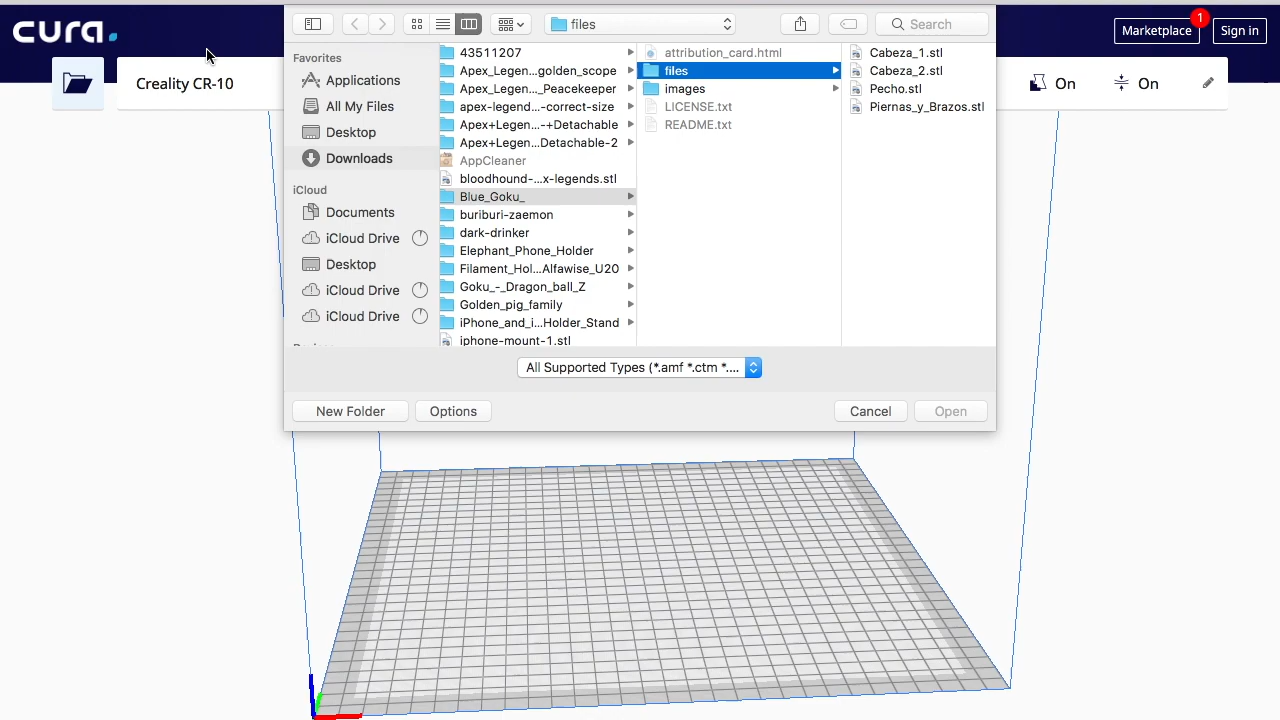 cura.
Marketplace
1
Sign in
Creality CR-10
On
On
files
Search
Favorites
Applications
All My Files
Desktop
Downloads
iCloud
Documents
iCloud Drive
Desktop
iCloud Drive
iCloud Drive
43511207
Apex_Legen...golden_scope
Apex_Legen..._Peacekeeper
apex-legend...-correct-size
Apex+Legen...-+Detachable
Apex+Legen...Detachable-2
AppCleaner
bloodhound-...x-legends.stl
Blue_Goku_
buriburi-zaemon
dark-drinker
Elephant_Phone_Holder
Filament_Hol...Alfawise_U20
Goku_-_Dragon_ball_Z
Golden_pig_family
iPhone_and_i...Holder_Stand
iphone-mount-1.stl
attribution_card.html
files
images
LICENSE.txt
README.txt
Cabeza_1.stl
Cabeza_2.stl
Pecho.stl
Piernas_y_Brazos.stl
All Supported Types (*.amf *.ctm *....
New Folder
Options
Cancel
Open